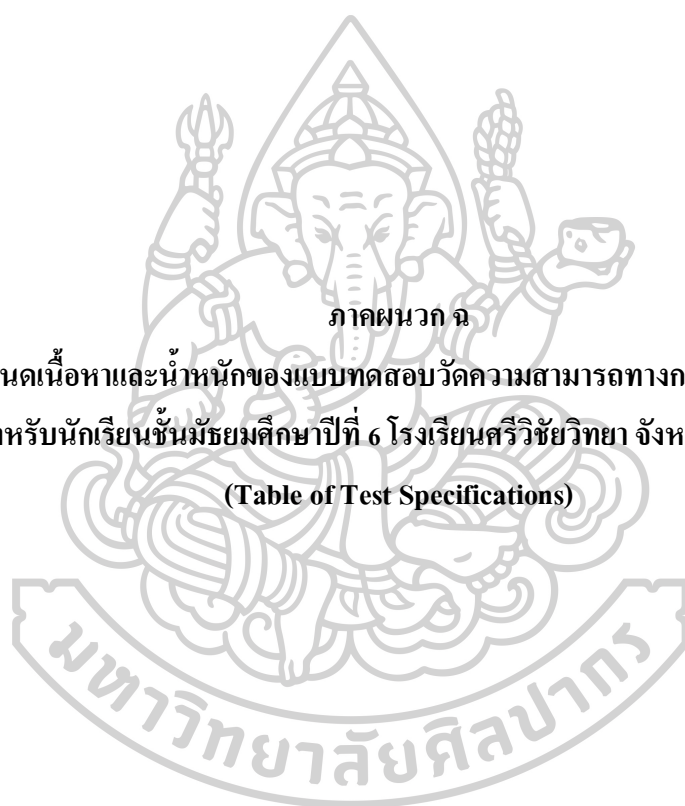 ภาคผนวก ฉ
นดเนื้อหาและน้ำหนักของแบบทดสอบวัดความสามารถทางก
หรับนักเรียนชั้นมัธยมศึกษาปีที่ 6 โรงเรียนศรีวิชัยวิทยา จังห
(Table of Test Specifications)
มหาวิทยาลัยศิลปากร